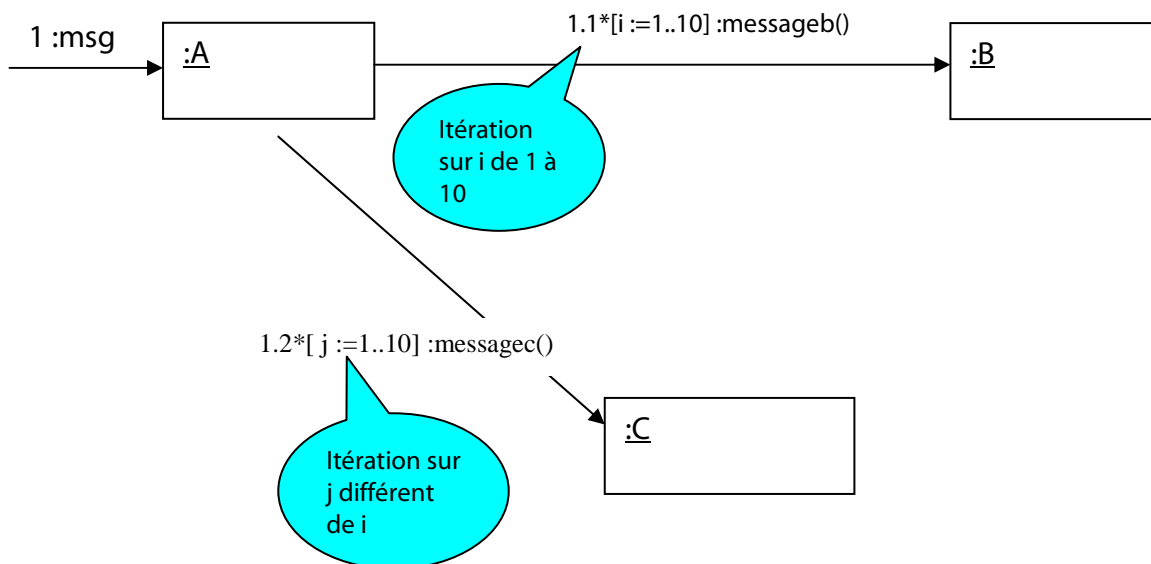 1 :msg
:A
1.1*[i :=1..10] :messageb()
:B
Itération
sur i de 1 à
10
1.2*[ j :=1..10] :messagec()
:C
Itération sur
j différent
de i